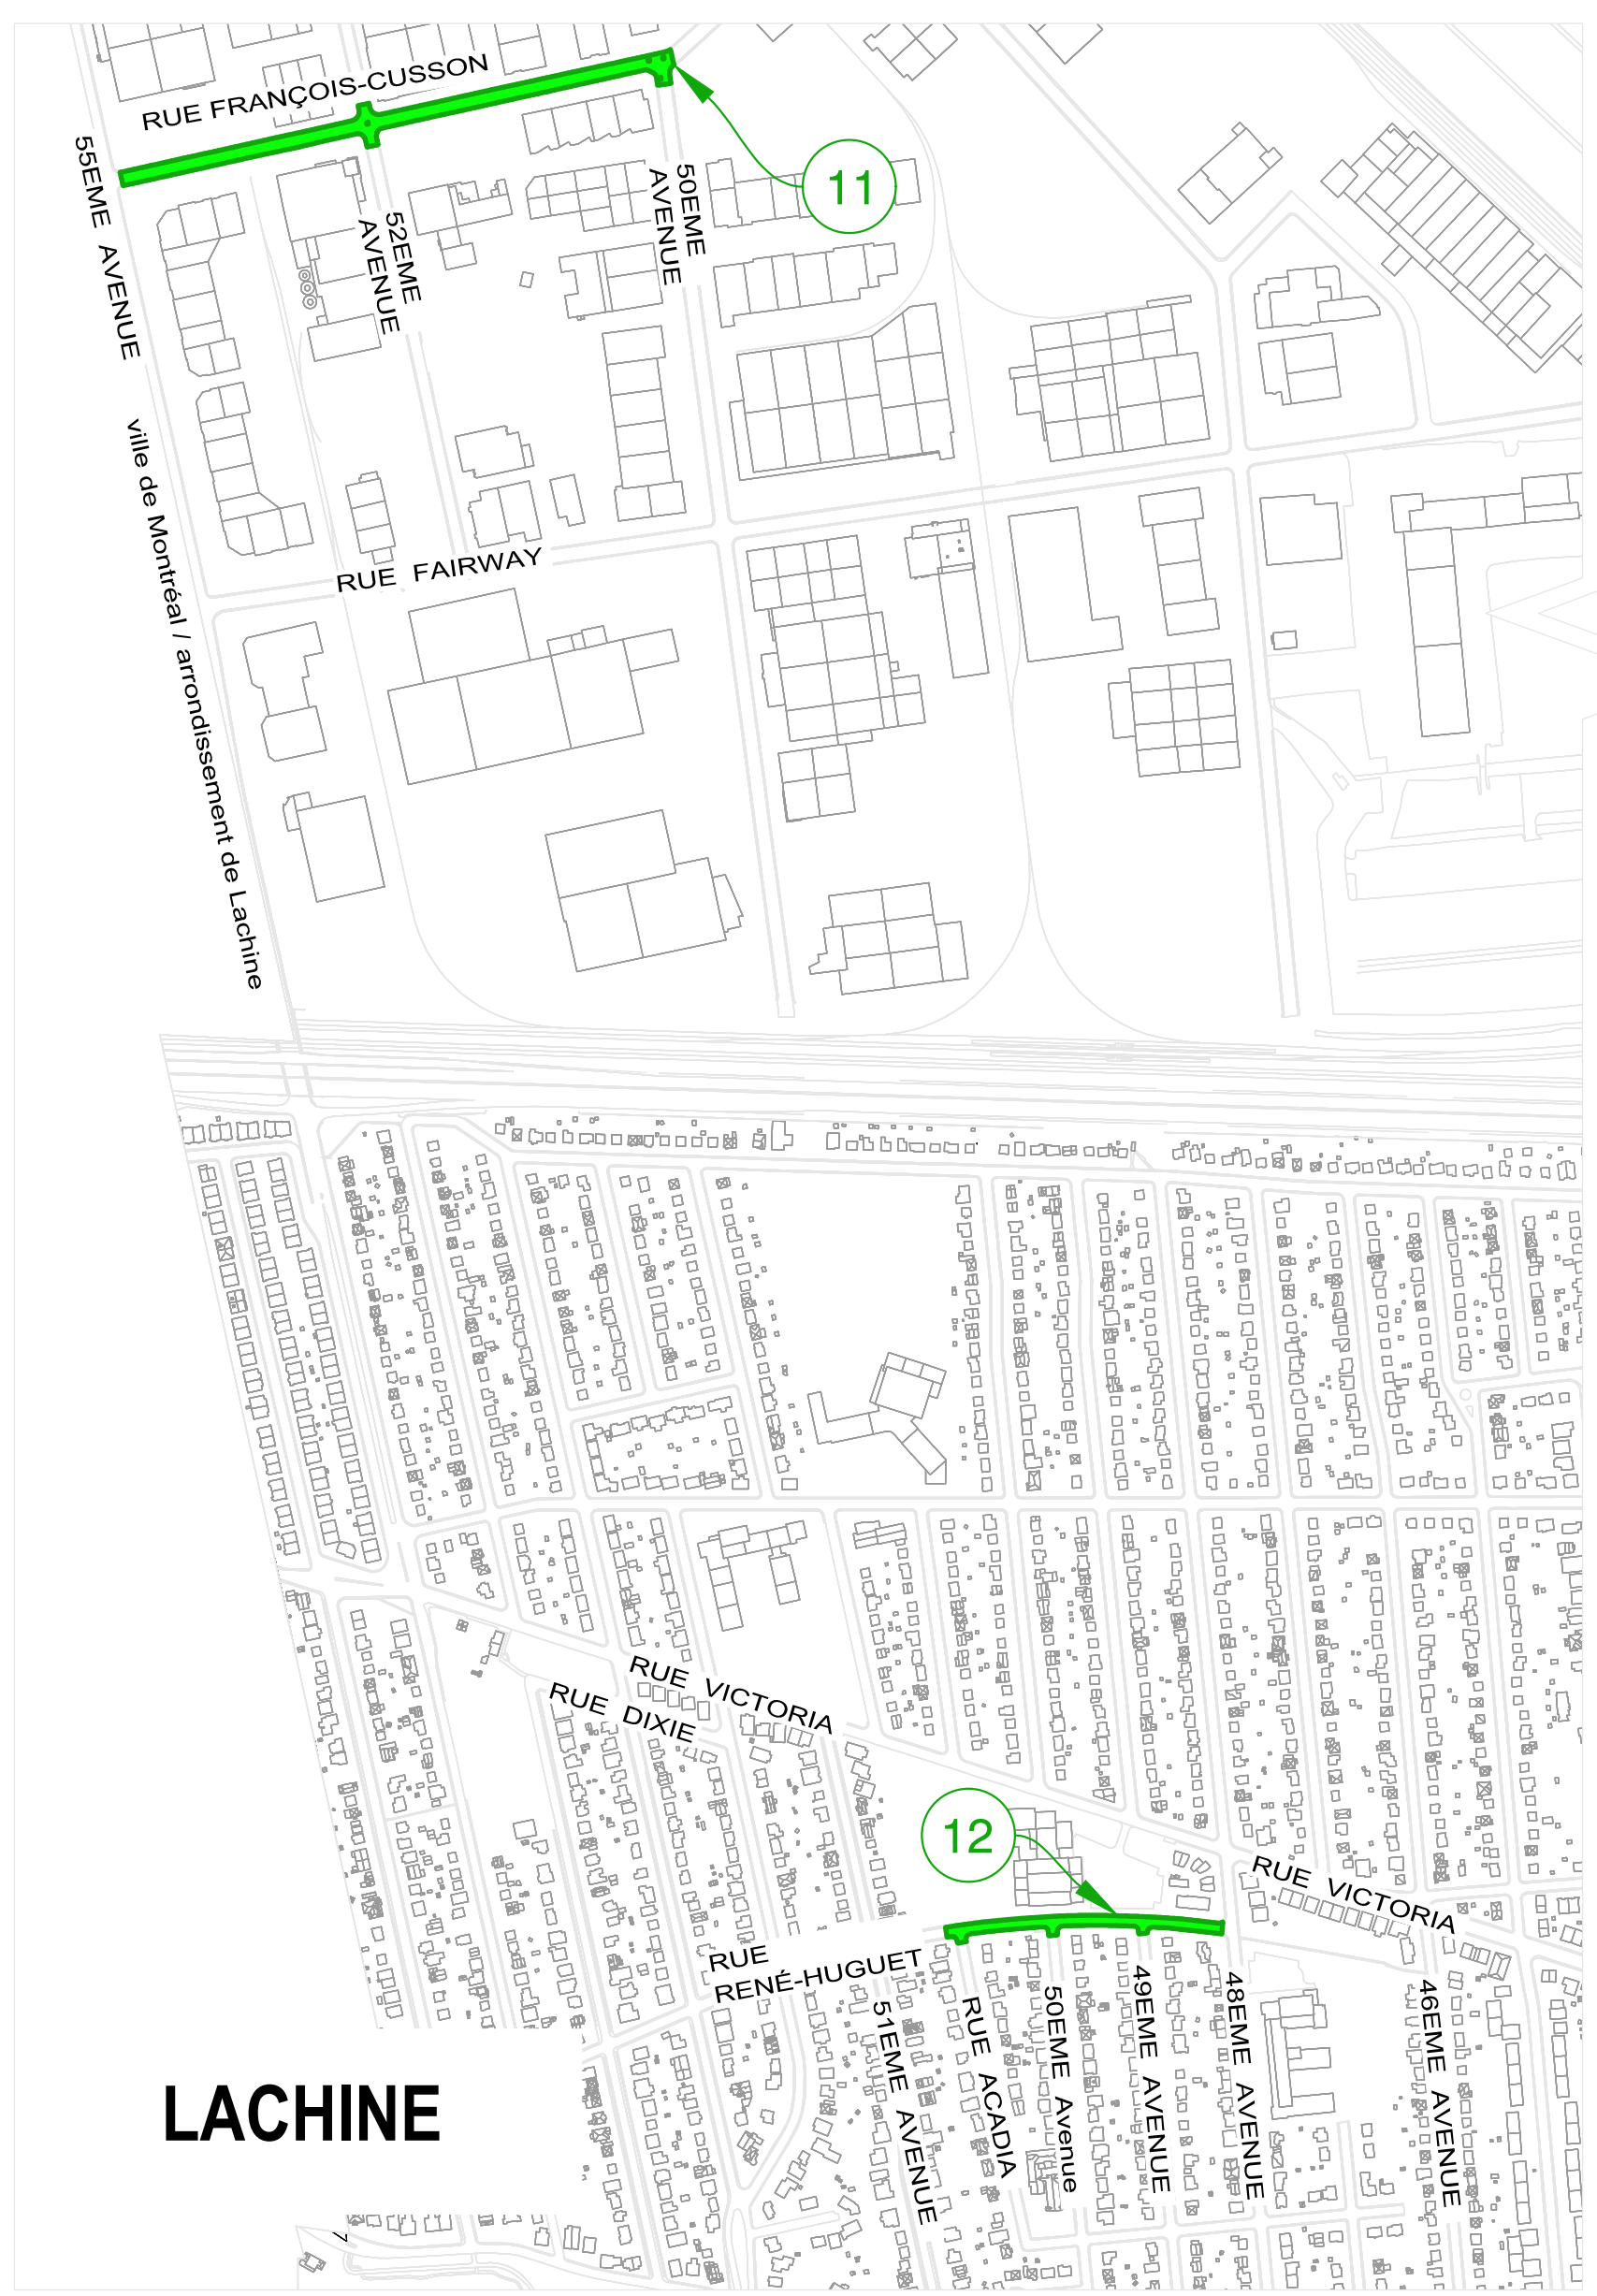 RUE FRANÇOIS-CUSSON
55EME AVENUE
52EME
AVENUE
50EME
AVENUE
11
ville de Montréal / arrondissement de Lachine
RUE FAIRWAY
RUE VICTORIA
RUE DIXIE
12
RUE VICTORIA
RUE
RENÉ-HUGUET
51EME AVENUE
RUE ACADIA
50EME Avenue
49EME AVENUE
48EME AVENUE
46EME AVENUE
LACHINE
7